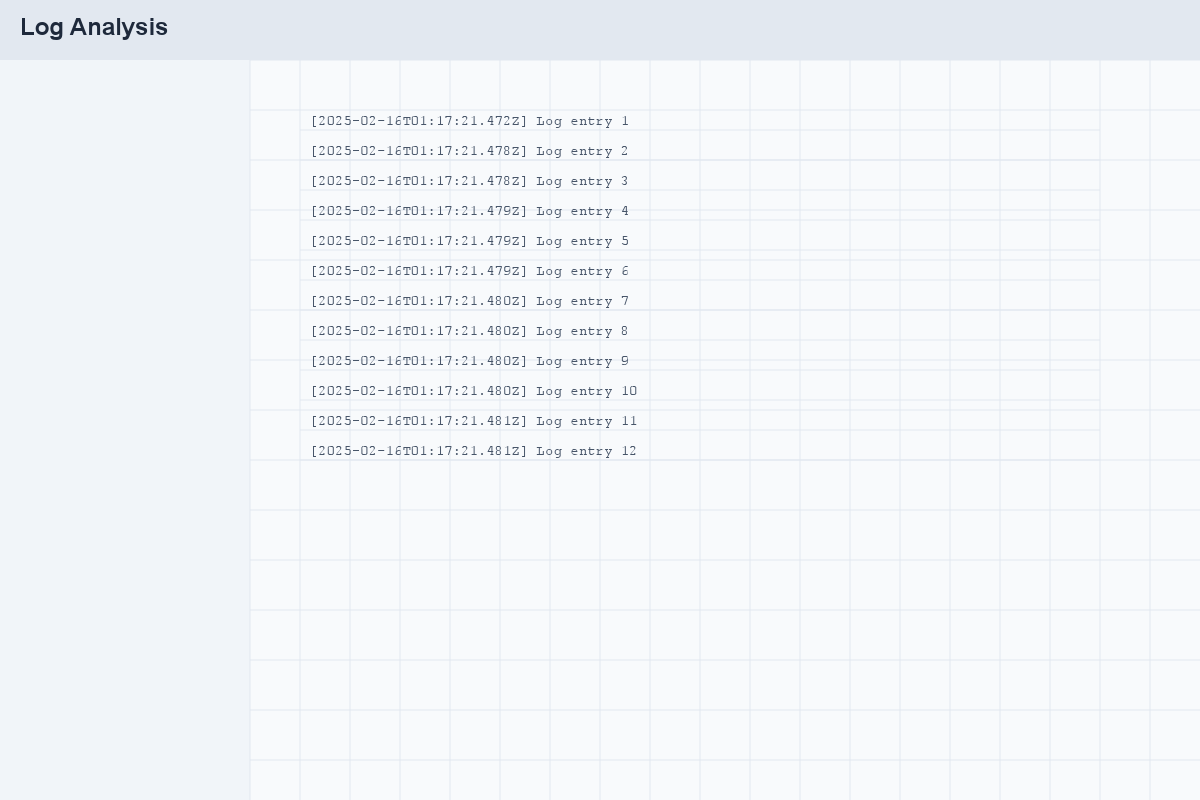 Log Analysis
[2025-02-16T01:17:21.472Z] Log entry 1
[2025-02-16T01:17:21.478Z] Log entry 2
[2025-02-16T01:17:21.478Z] Log entry 3
[2025-02-16T01:17:21.479Z] Log entry 4
[2025-02-16T01:17:21.479Z] Log entry 5
[2025-02-16T01:17:21.479Z] Log entry 6
[2025-02-16T01:17:21.480Z] Log entry 7
[2025-02-16T01:17:21.480Z] Log entry 8
[2025-02-16T01:17:21.480Z] Log entry 9
[2025-02-16T01:17:21.480Z] Log entry 10
[2025-02-16T01:17:21.481Z] Log entry 11
[2025-02-16T01:17:21.481Z] Log entry 12